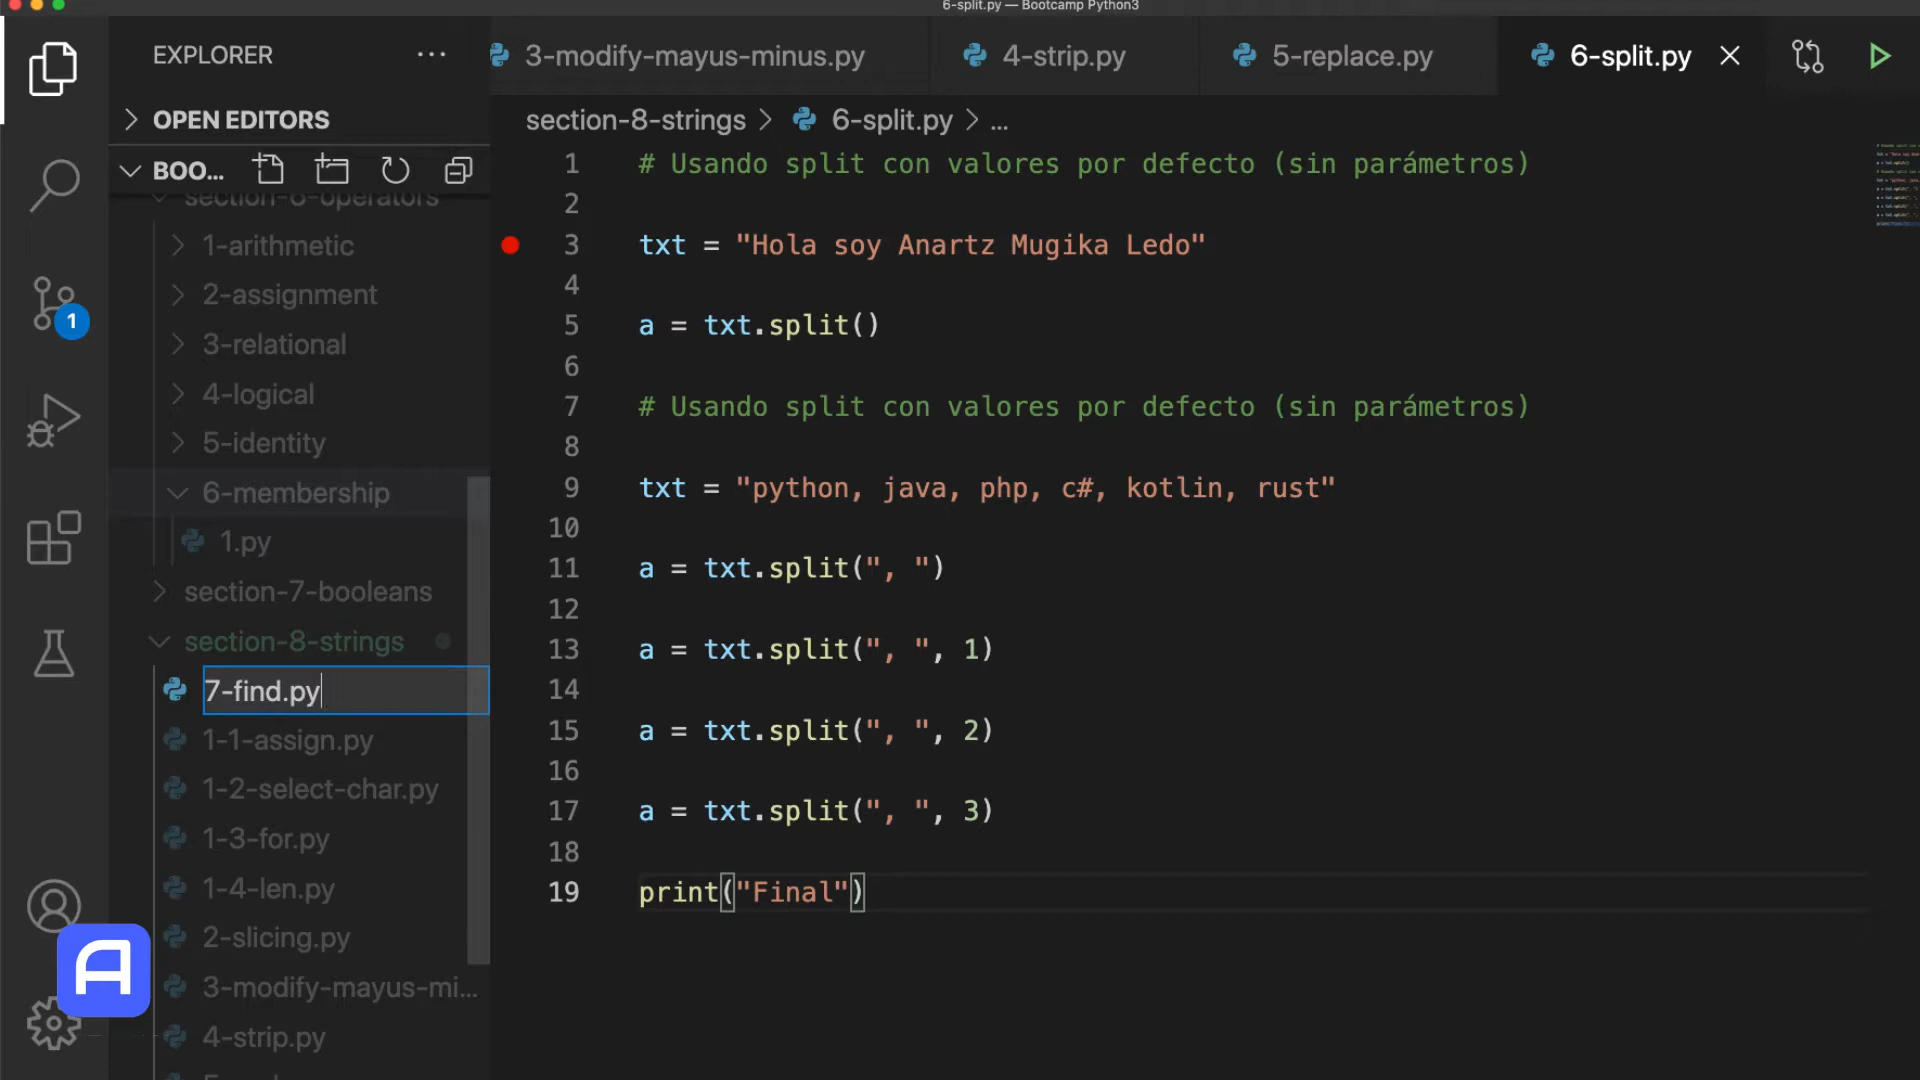 6-split.py — Bootcamp Python3
EXPLORER
3-modify-mayus-minus.py
4-strip.py
5-replace.py
6-split.py
OPEN EDITORS
section-8-strings > 6-split.py > ...
BOO...
section-6-operators
1-arithmetic
2-assignment
3-relational
4-logical
5-identity
6-membership
1.py
section-7-booleans
section-8-strings
7-find.py
1-1-assign.py
1-2-select-char.py
1-3-for.py
1-4-len.py
2-slicing.py
3-modify-mayus-mi...
4-strip.py
1
A
1 # Usando split con valores por defecto (sin parámetros)
2
3 txt = "Hola soy Anartz Mugika Ledo"
4
5 a = txt.split()
6
7 # Usando split con valores por defecto (sin parámetros)
8
9 txt = "python, java, php, c#, kotlin, rust"
10
11 a = txt.split(", ")
12
13 a = txt.split(", ", 1)
14
15 a = txt.split(", ", 2)
16
17 a = txt.split(", ", 3)
18
19 print("Final")